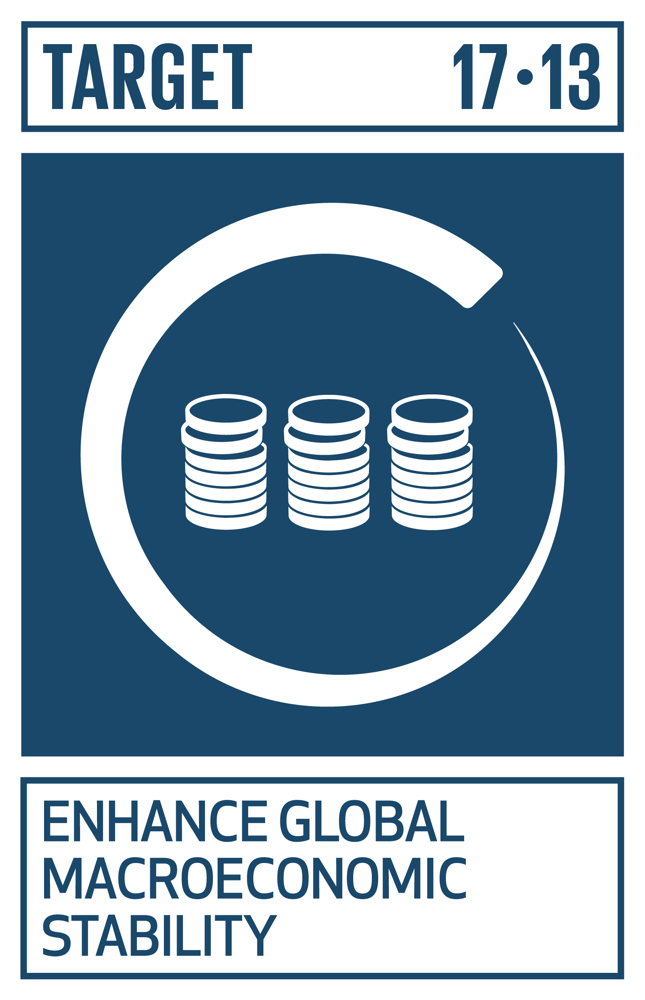 TARGET 17·13
ENHANCE GLOBAL
MACROECONOMIC
STABILITY